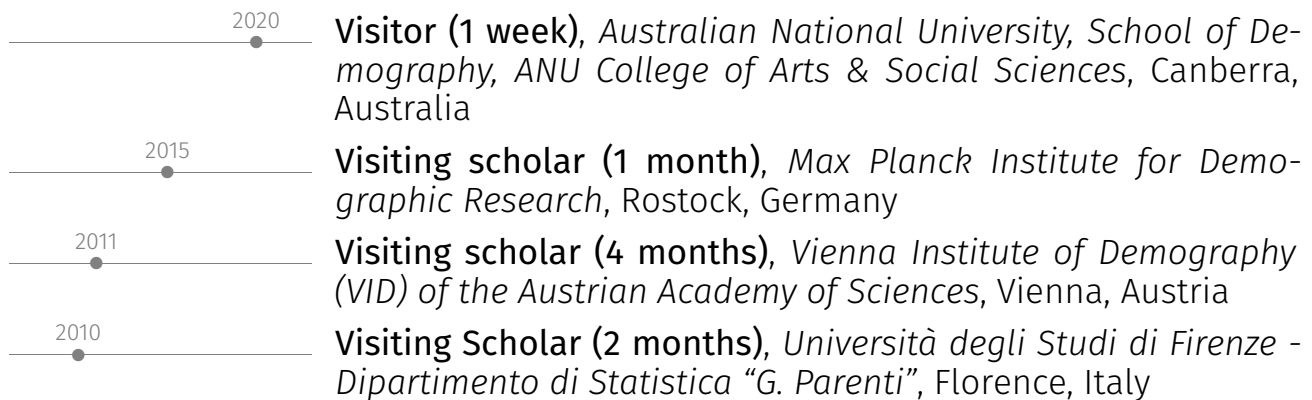 2020
Visitor (1 week), Australian National University, School of De-
mography, ANU College of Arts & Social Sciences, Canberra,
Australia
2015
Visiting scholar (1 month), Max Planck Institute for Demo-
graphic Research, Rostock, Germany
2011
Visiting scholar (4 months), Vienna Institute of Demography
(VID) of the Austrian Academy of Sciences, Vienna, Austria
2010
Visiting Scholar (2 months), Università degli Studi di Firenze -
Dipartimento di Statistica “G. Parenti”, Florence, Italy